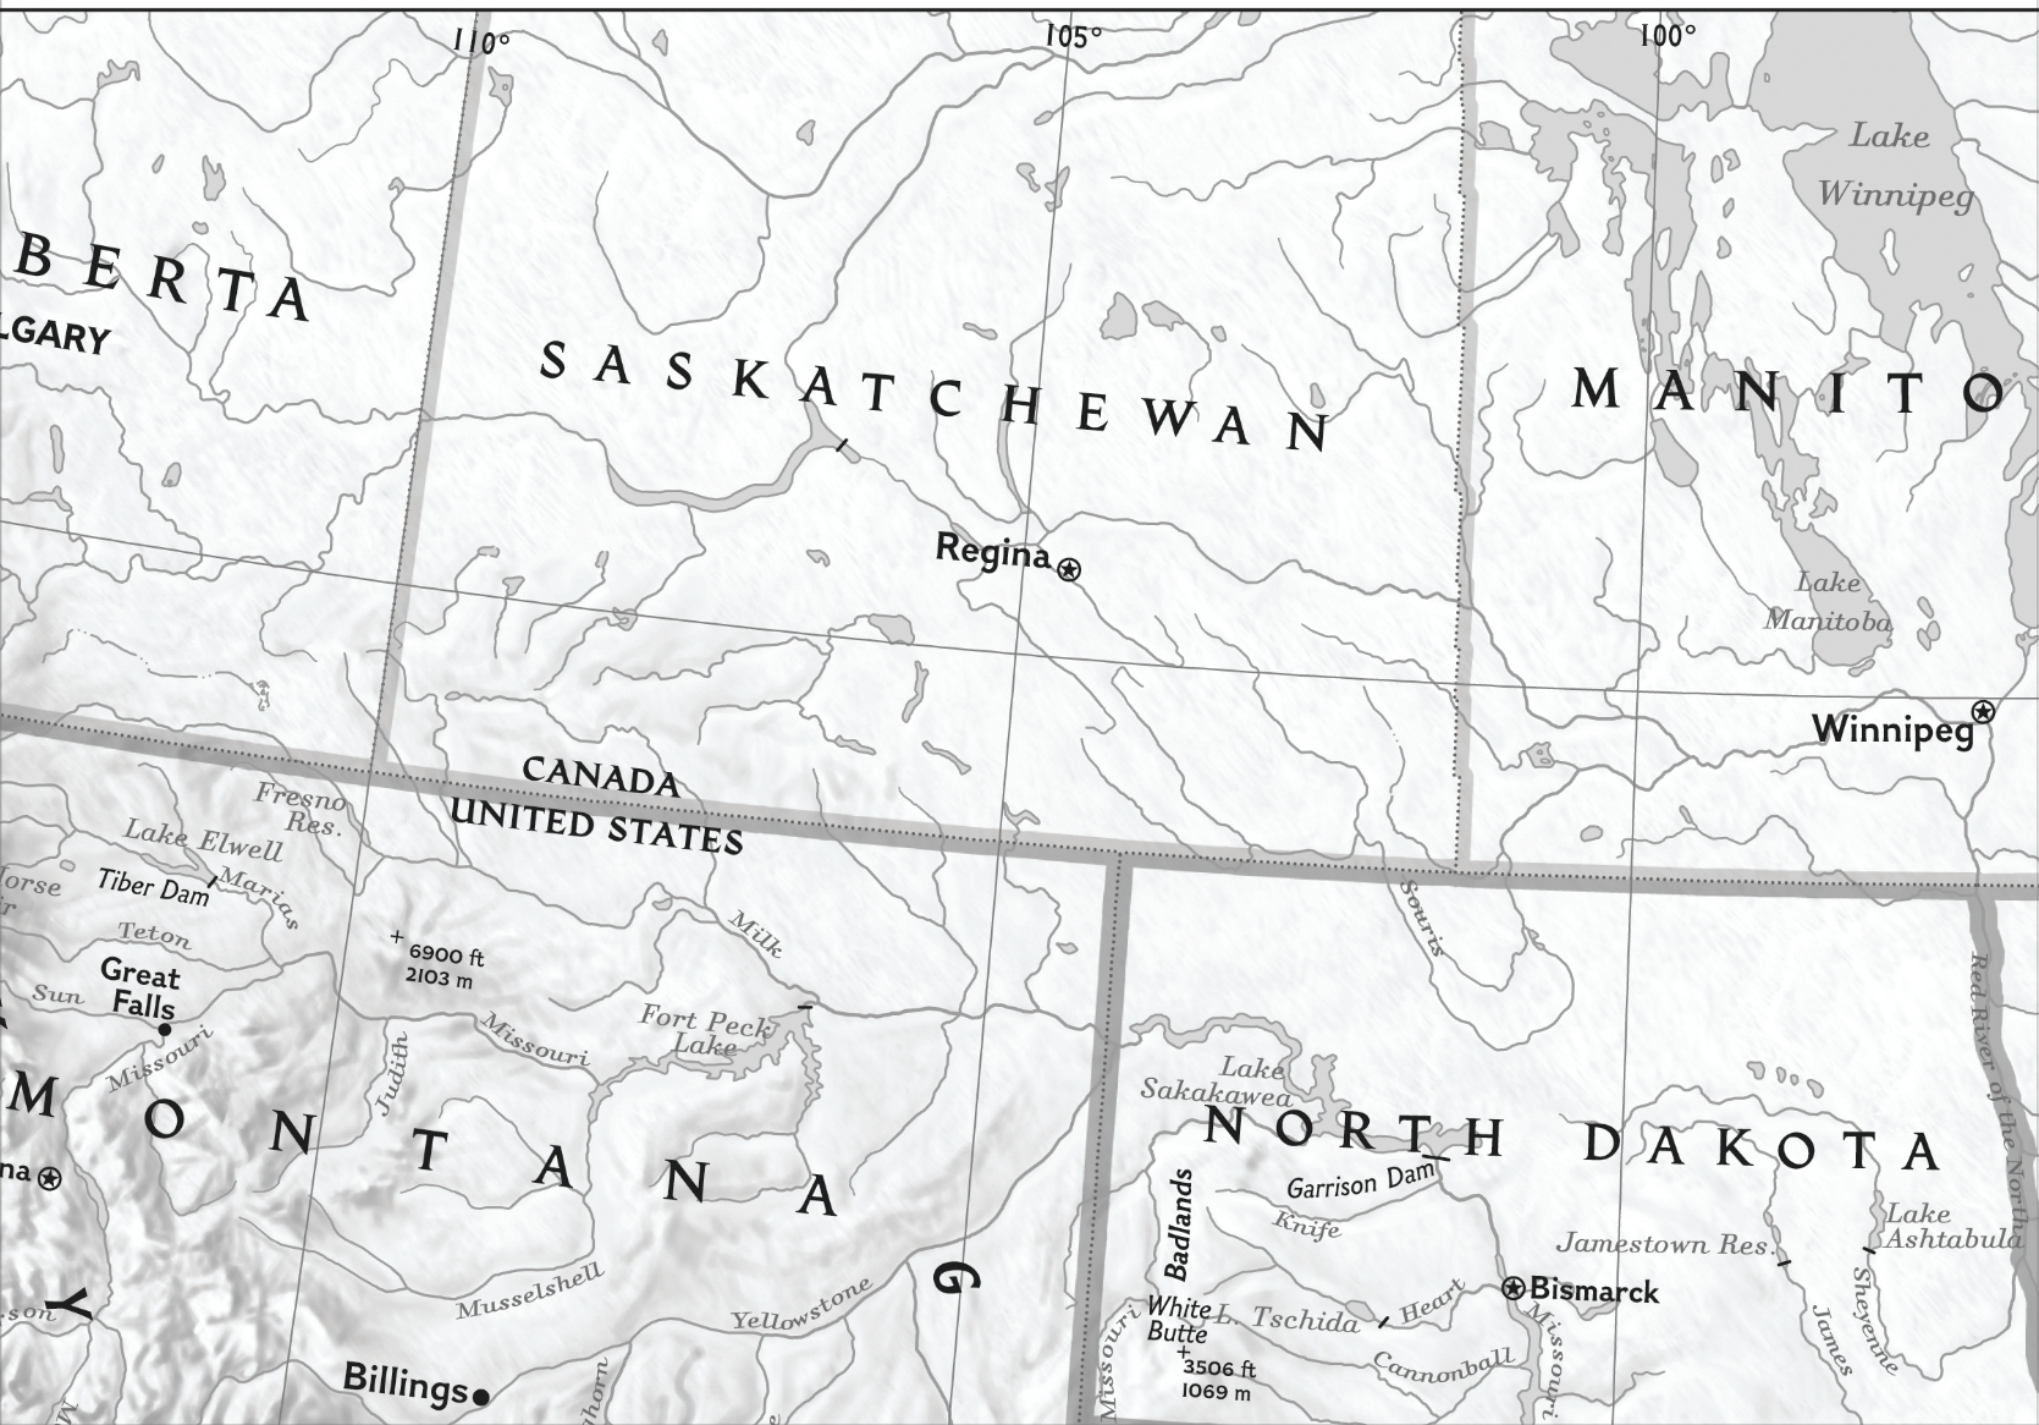 110°
105°
100°
Lake
Winnipeg
BERTA
LGARY
SASKATCHEWAN
MANITO
Regina
Lake
Manitoba
Winnipeg
CANADA
UNITED STATES
Fresno
Res.
Lake Elwell
Tiber Dam
Marias
Teton
Great
Falls
Sun
Missouri
6900 ft
2103 m
Milk
Missouri
Fort Peck
Lake
Judith
Souris
Red River of the North
Lake
Sakakawea
NORTH DAKOTA
MONTANA
na
Garrison Dam
Badlands
Knife
Lake
Ashtabula
Jamestown Res.
Bismarck
Musselshell
Yellowstone
G
Y
son
White
Butte
3506 ft
1069 m
L. Tschida
Heart
Cannonball
Missouri
Missouri
James
Sheyenne
Billings
horn